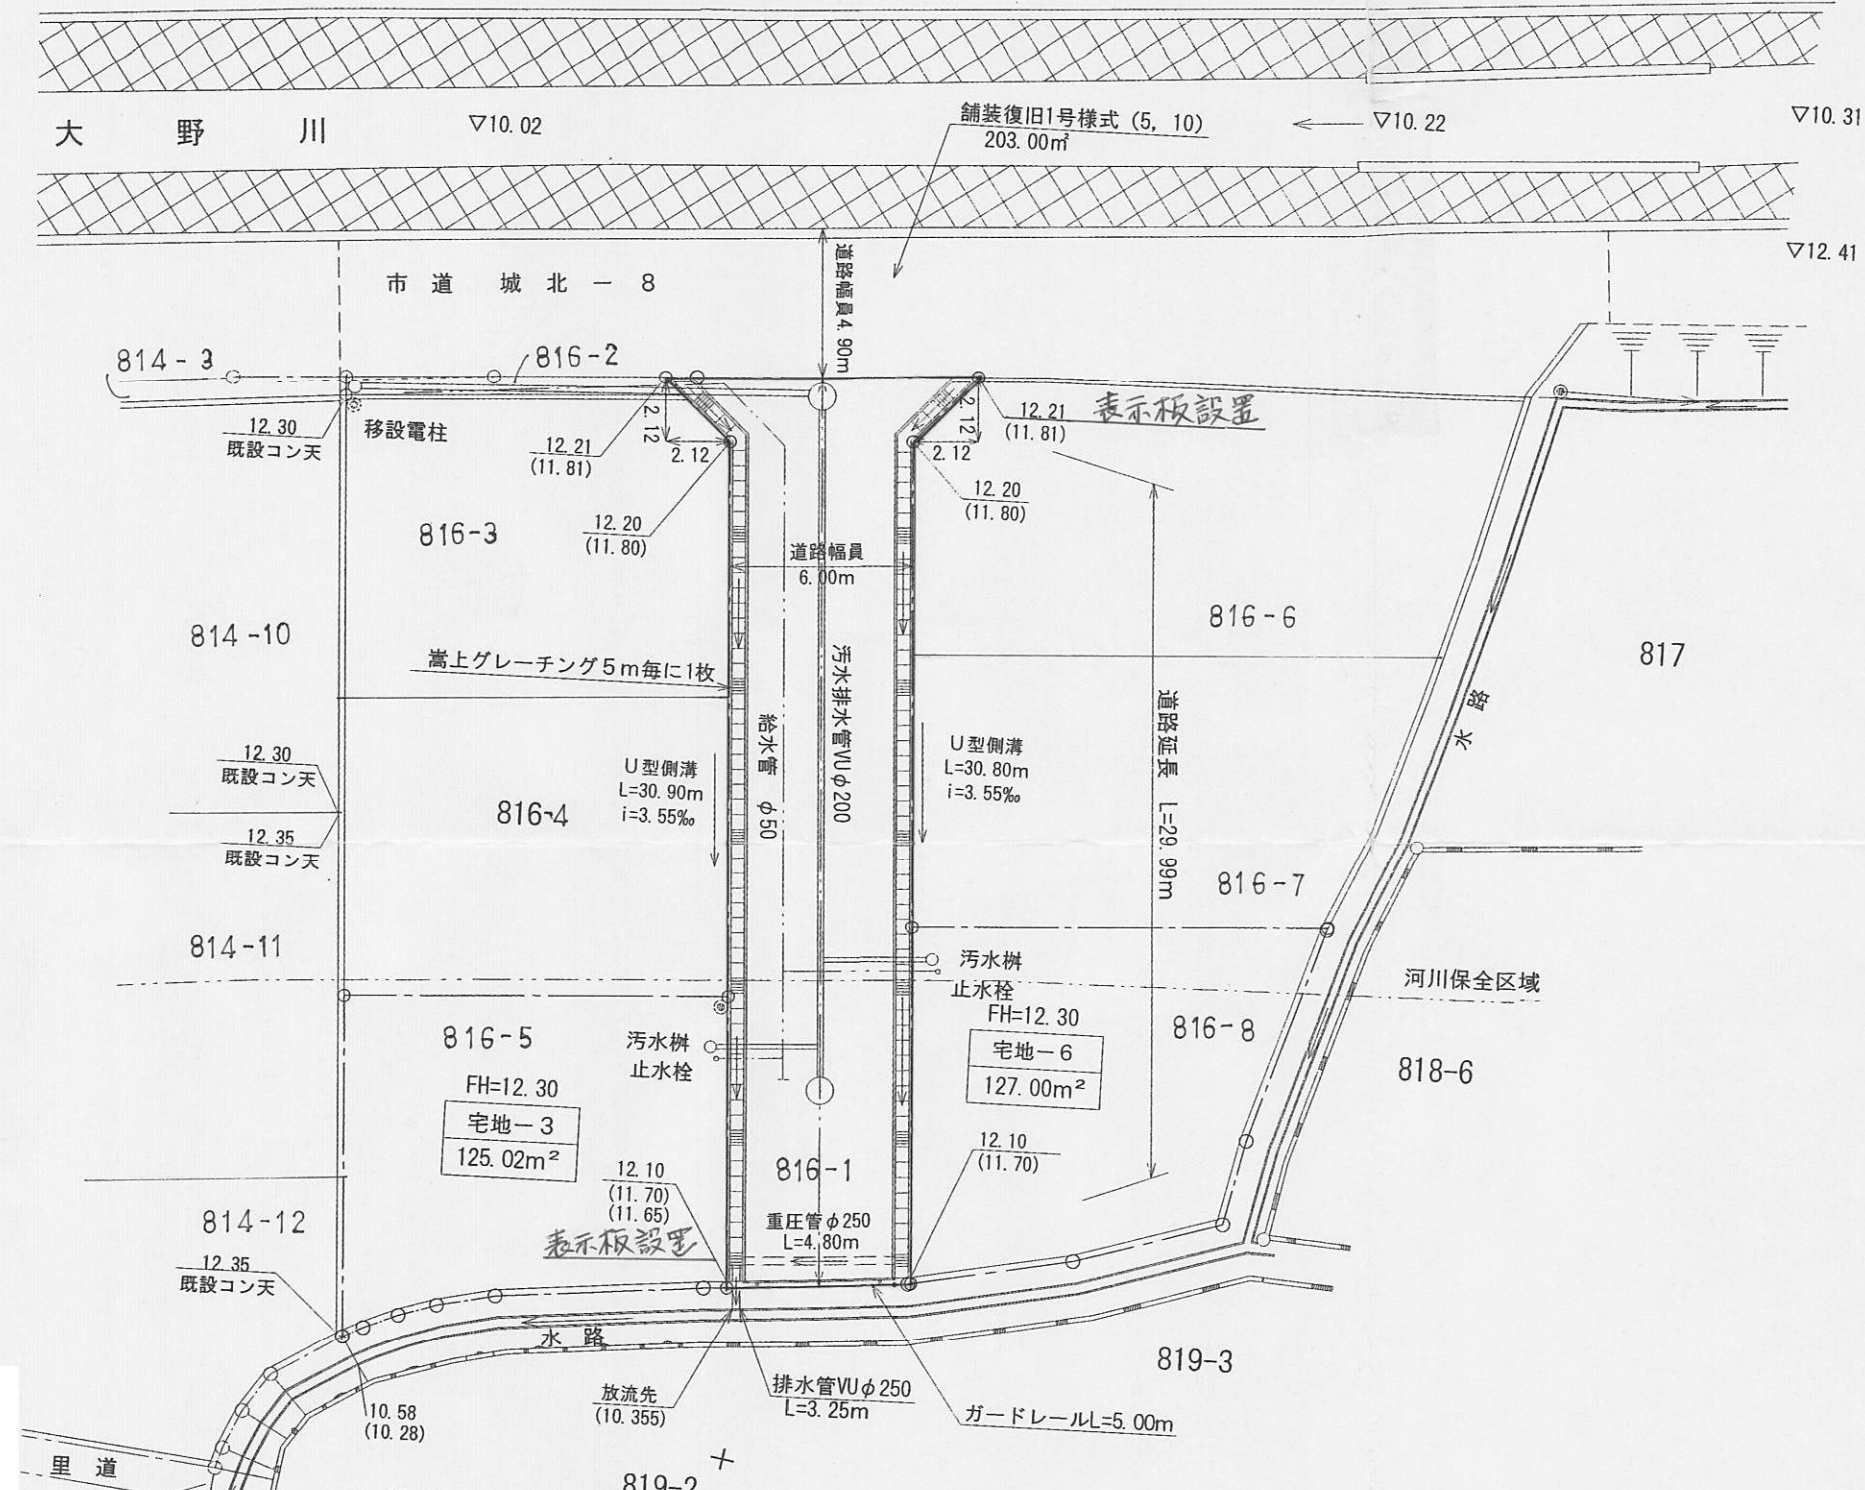 大 野 川
▽10.02
舗装復旧1号様式 (5, 10)
203.00㎡
▽10.22
▽10.31
▽12.41
市 道 城 北 － 8
道路幅員4.90m
814-3
816-2
12.30
既設コン天
移設電柱
2.12
2.12
12.21
(11.81)
2.12
2.12
12.21
(11.81)
表示板設置
12.20
(11.80)
12.20
(11.80)
816-3
道路幅員
6.00m
816-6
814-10
817
嵩上グレーチング5m毎に1枚
汚水排水管VUφ200
給水管 φ50
道路延長 L=29.99m
水 路
12.30
既設コン天
U型側溝
L=30.90m
i=3.55‰
U型側溝
L=30.80m
i=3.55‰
816-4
12.35
既設コン天
816-7
814-11
汚水桝
止水栓
河川保全区域
FH=12.30
宅地－6
127.00m²
816-8
816-5
汚水桝
止水栓
818-6
FH=12.30
宅地－3
125.02m²
12.10
(11.70)
(11.65)
816-1
12.10
(11.70)
814-12
表示板設置
重圧管φ250
L=4.80m
12.35
既設コン天
水 路
819-3
放流先
(10.355)
排水管VUφ250
L=3.25m
ガードレールL=5.00m
10.58
(10.28)
里 道
819-2